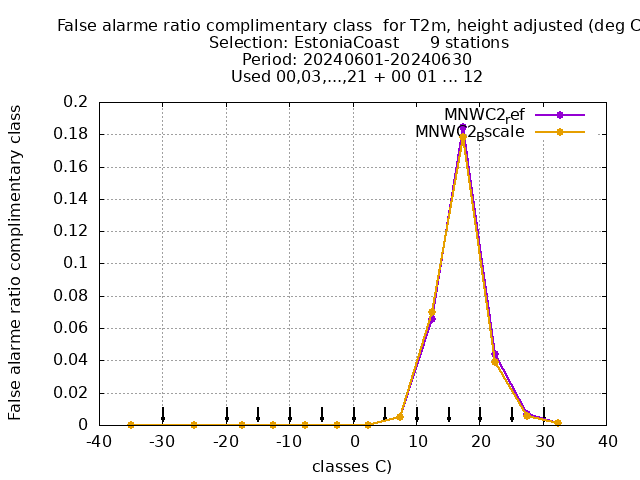 False alarme ratio complimentary class  for T2m, height adjusted (deg C
Selection: EstoniaCoast      9 stations
Period: 20240601-20240630
Used 00,03,...,21 + 00 01 ... 12
False alarme ratio complimentary class
0.2
0.18
0.16
0.14
0.12
0.1
0.08
0.06
0.04
0.02
0
MNWC2ref
MNWC2Bscale
-40 -30 -20 -10 0 10 20 30 40
classes C)